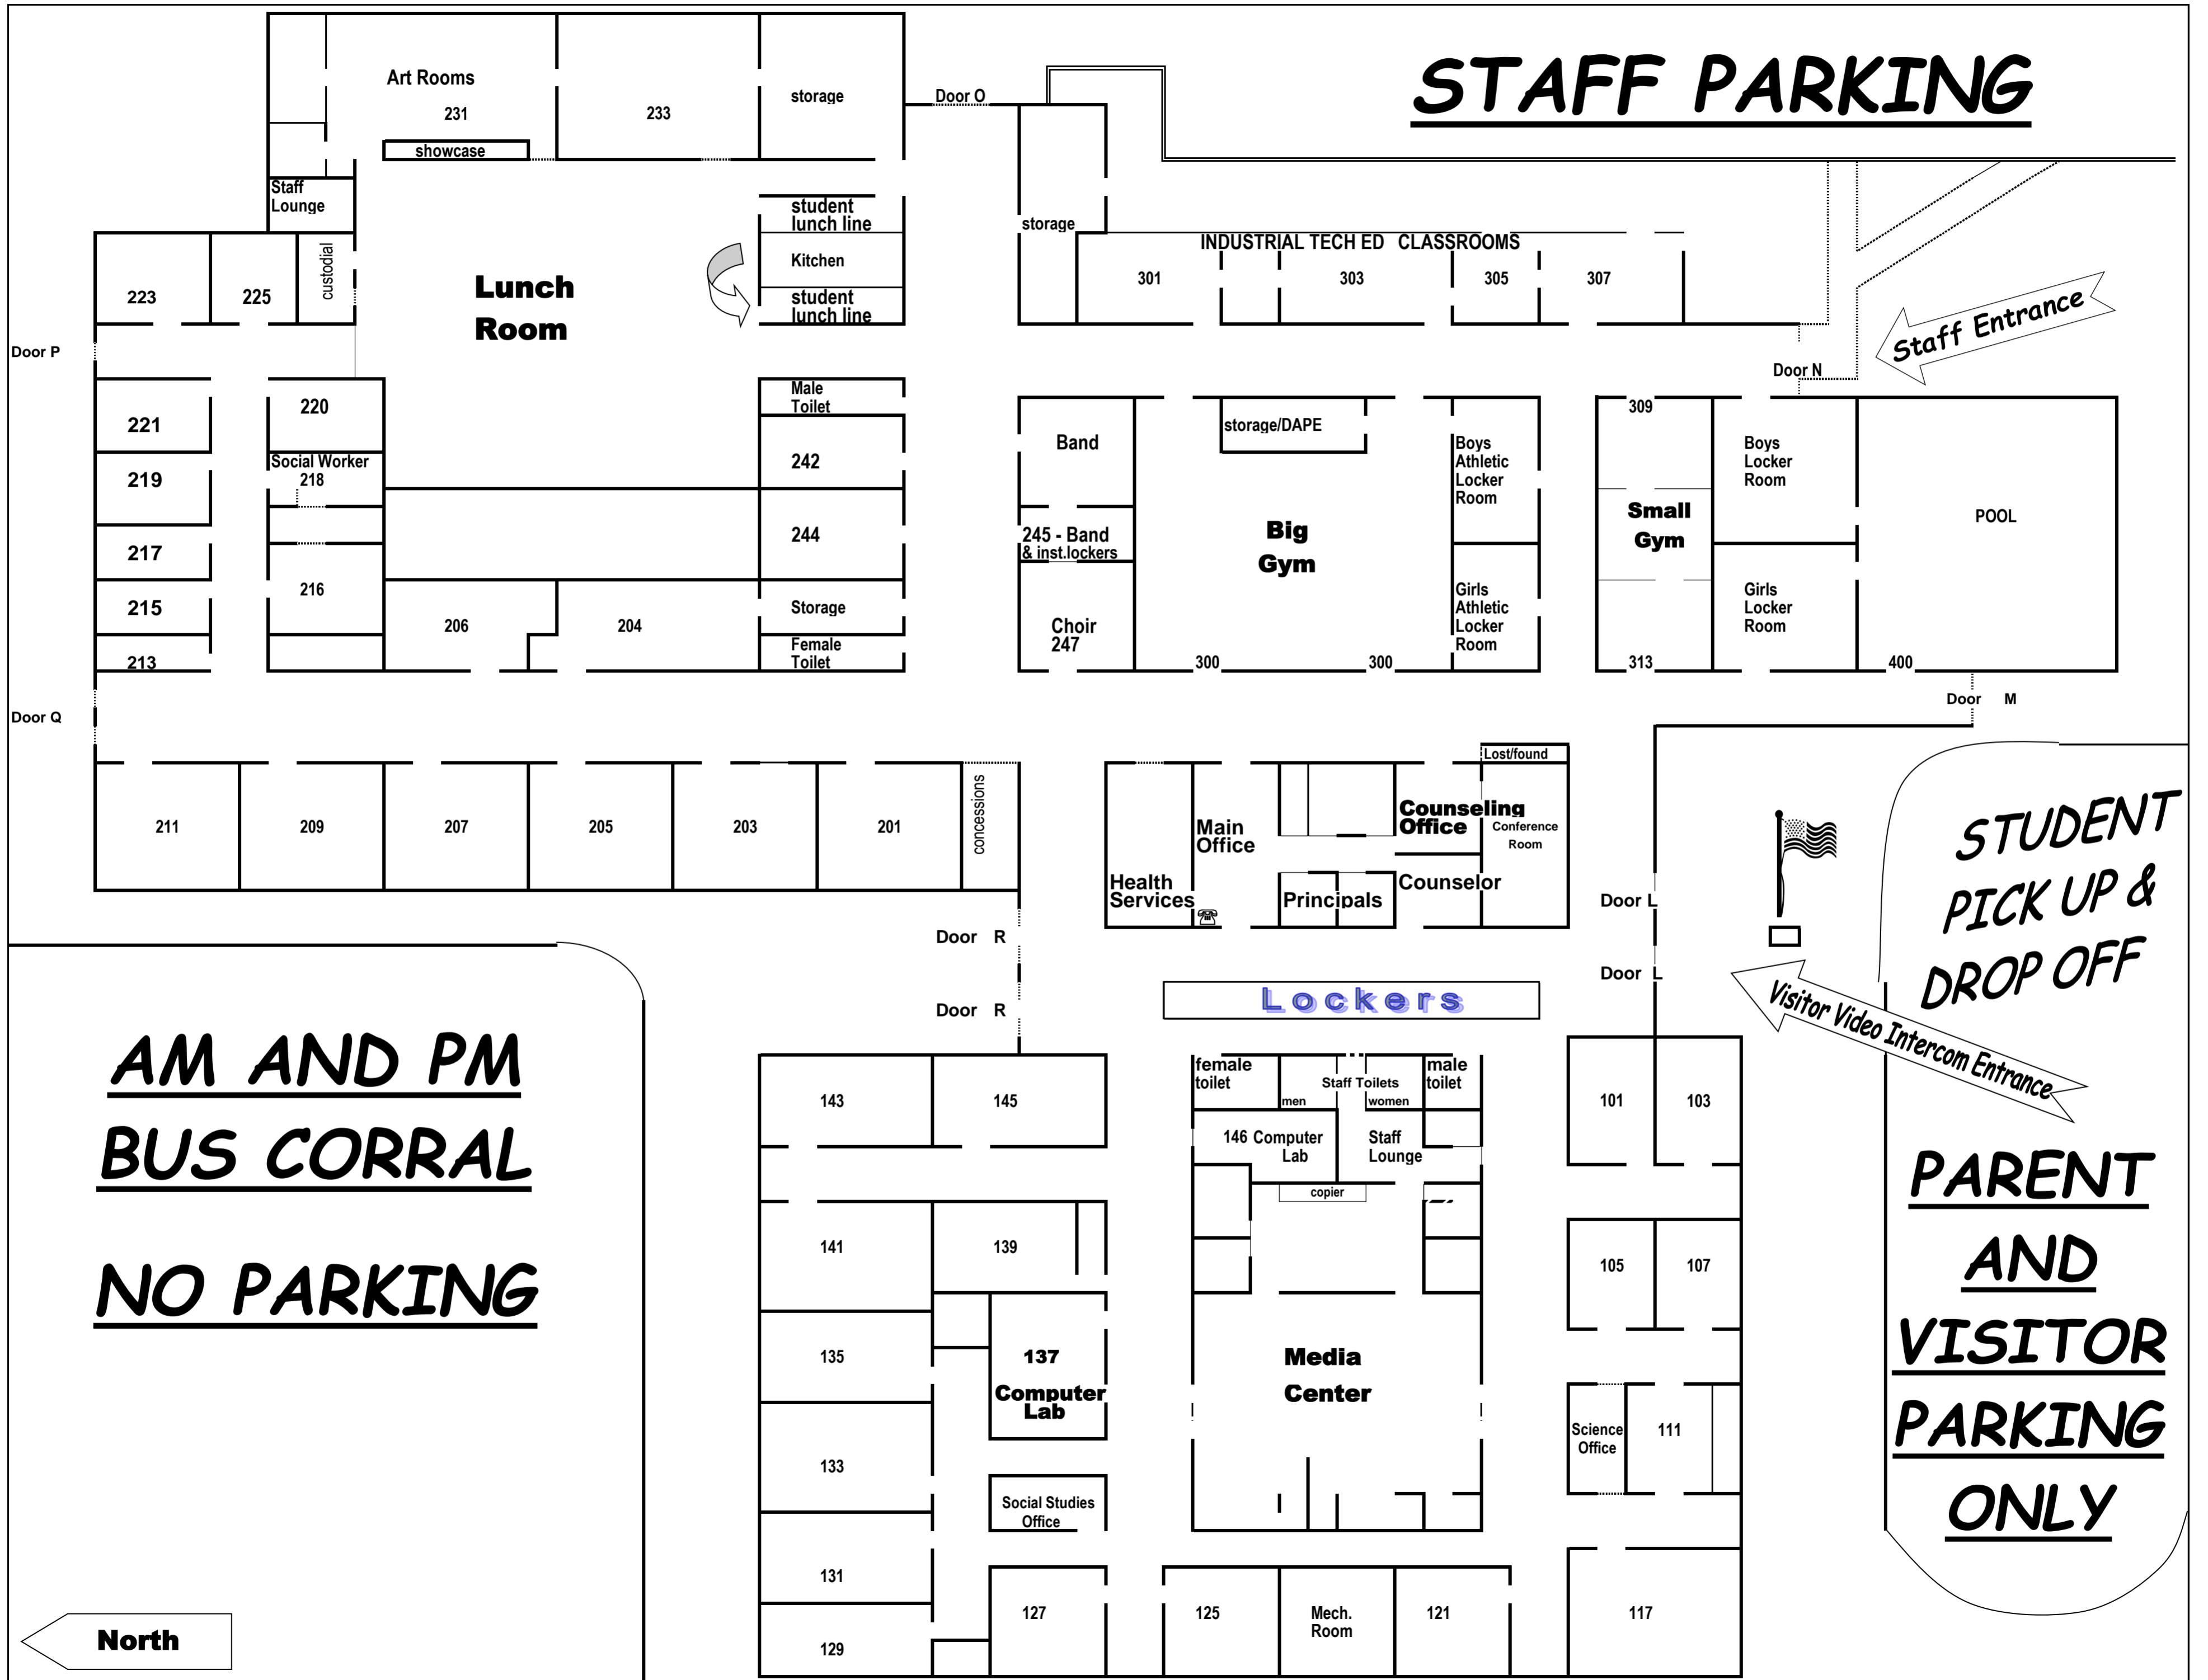 STAFF PARKING
Art Rooms
231
233
storage
Door O
showcase
Staff
Lounge
student
lunch line
Kitchen
student
lunch line
storage
INDUSTRIAL TECH ED CLASSROOMS
301
303
305
307
223
225
custodial
Lunch
Room
Staff Entrance
Door P
Door N
220
Male
Toilet
309
221
Social Worker
218
219
242
Band
storage/DAPE
Boys
Athletic
Locker
Room
Boys
Locker
Room
Small
Gym
POOL
217
244
245 - Band
& inst.lockers
Big
Gym
216
215
206
204
Storage
Choir
247
Girls
Athletic
Locker
Room
Girls
Locker
Room
213
Female
Toilet
300
300
313
400
Door Q
Door M
Lost/found
211
209
207
205
203
201
concessions
Main
Office
Counseling
Office
Conference
Room
Health
Services
Principals
Counselor
Door L
Door R
Door L
Door R
Lockers
STUDENT
PICK UP &
DROP OFF
Visitor Video Intercom Entrance
AM AND PM
BUS CORRAL
NO PARKING
143
145
female
toilet
Staff Toilets
men
women
male
toilet
146 Computer
Lab
Staff
Lounge
copier
101
103
141
139
105
107
135
137
Computer
Lab
Media
Center
133
Science
Office
111
Social Studies
Office
131
129
127
125
Mech.
Room
121
117
PARENT
AND
VISITOR
PARKING
ONLY
North